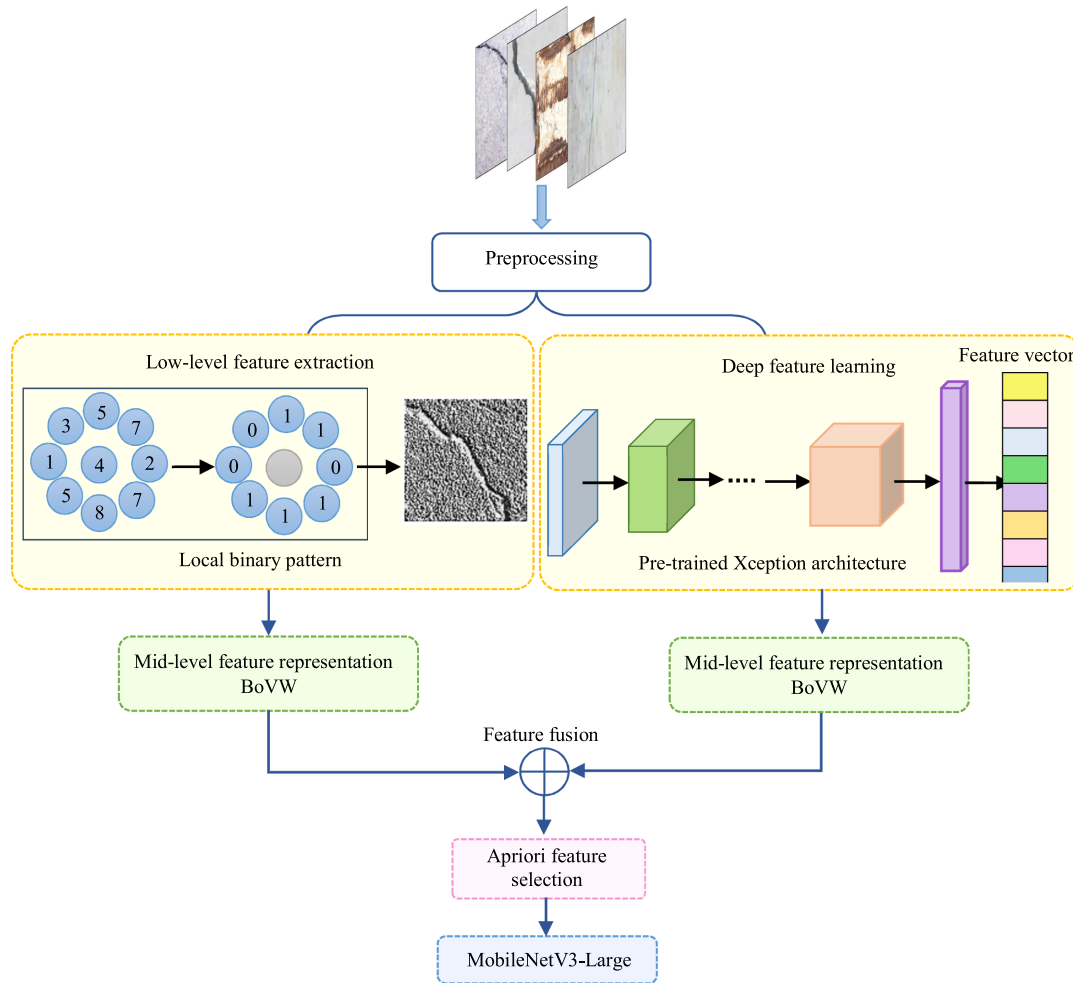 Preprocessing
Low-level feature extraction
3 5 7
1 4 2
5 8 7
0 1 1
0 0
1 1 1
Local binary pattern
Deep feature learning
Feature vector
Pre-trained Xception architecture
Mid-level feature representation
BoVW
Mid-level feature representation
BoVW
Feature fusion
Apriori feature
selection
MobileNetV3-Large